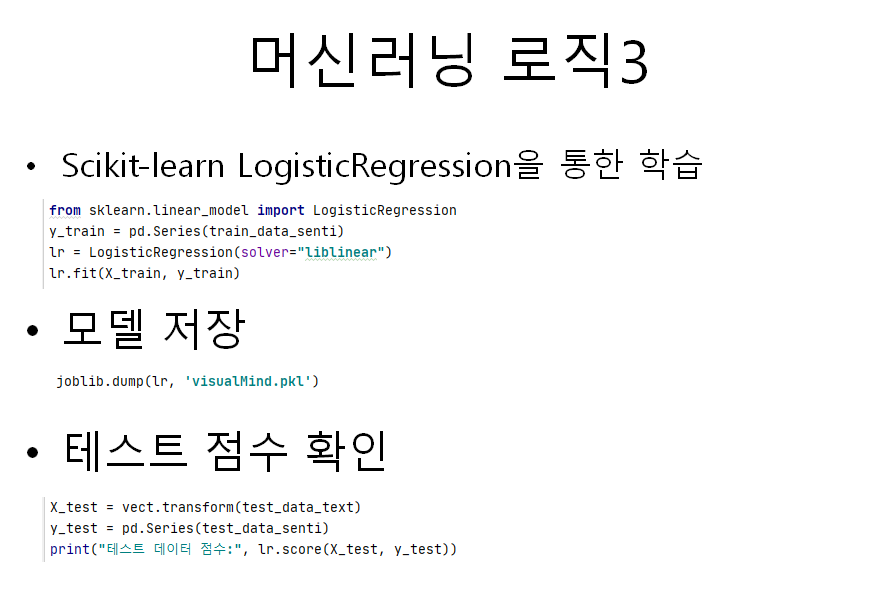 머신러닝 로직3
• Scikit-learn LogisticRegression을 통한 학습
from sklearn.linear_model import LogisticRegression
y_train = pd.Series(train_data_senti)
lr = LogisticRegression(solver="liblinear")
lr.fit(X_train, y_train)
• 모델 저장
joblib.dump(lr, 'visualMind.pkl')
• 테스트 점수 확인
X_test = vect.transform(test_data_text)
y_test = pd.Series(test_data_senti)
print("테스트 데이터 점수:", lr.score(X_test, y_test))